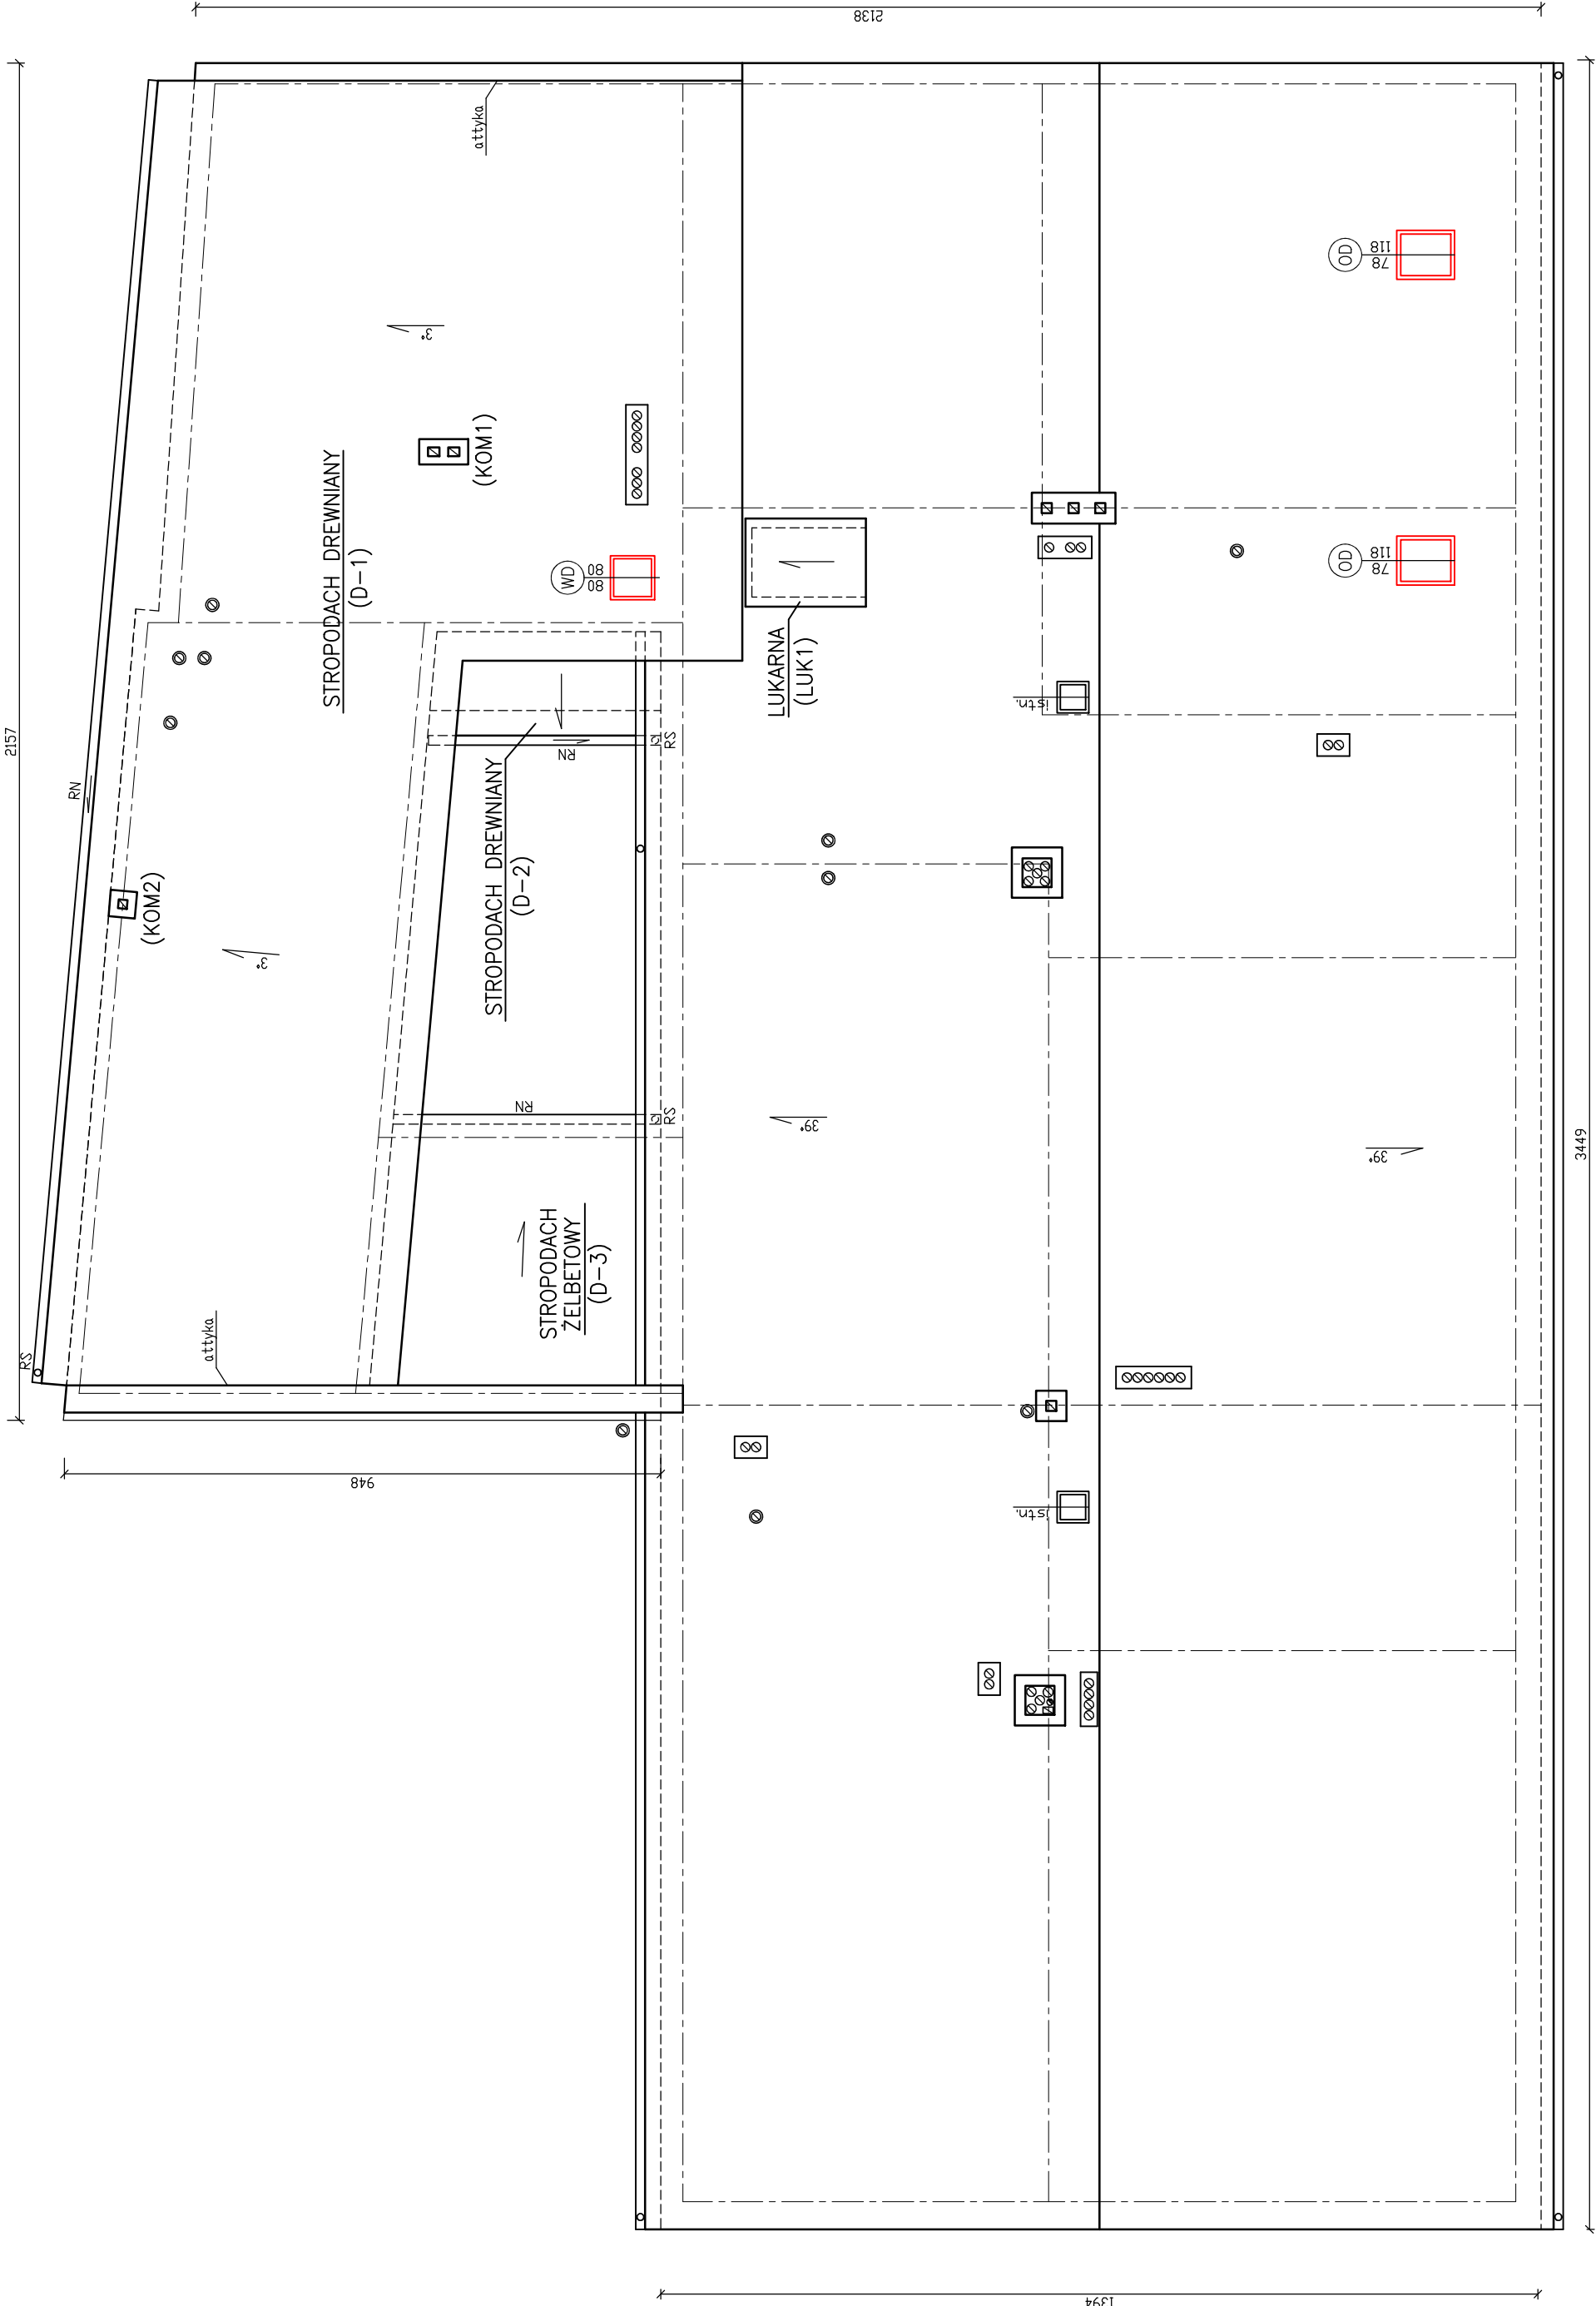 2138
attyka
OD
78
118
3°
STROPODACH DREWNIANY
(D-1)
(KOM1)
WD
80
80
OD
78
118
LUKARNA
(LUK1)
istn.
2157
RN
RS
RN
STROPODACH DREWNIANY
(D-2)
(KOM2)
3°
RN
RS
39°
39°
3449
STROPODACH
ŻELBETOWY
(D-3)
attyka
RS
948
istn.
1394